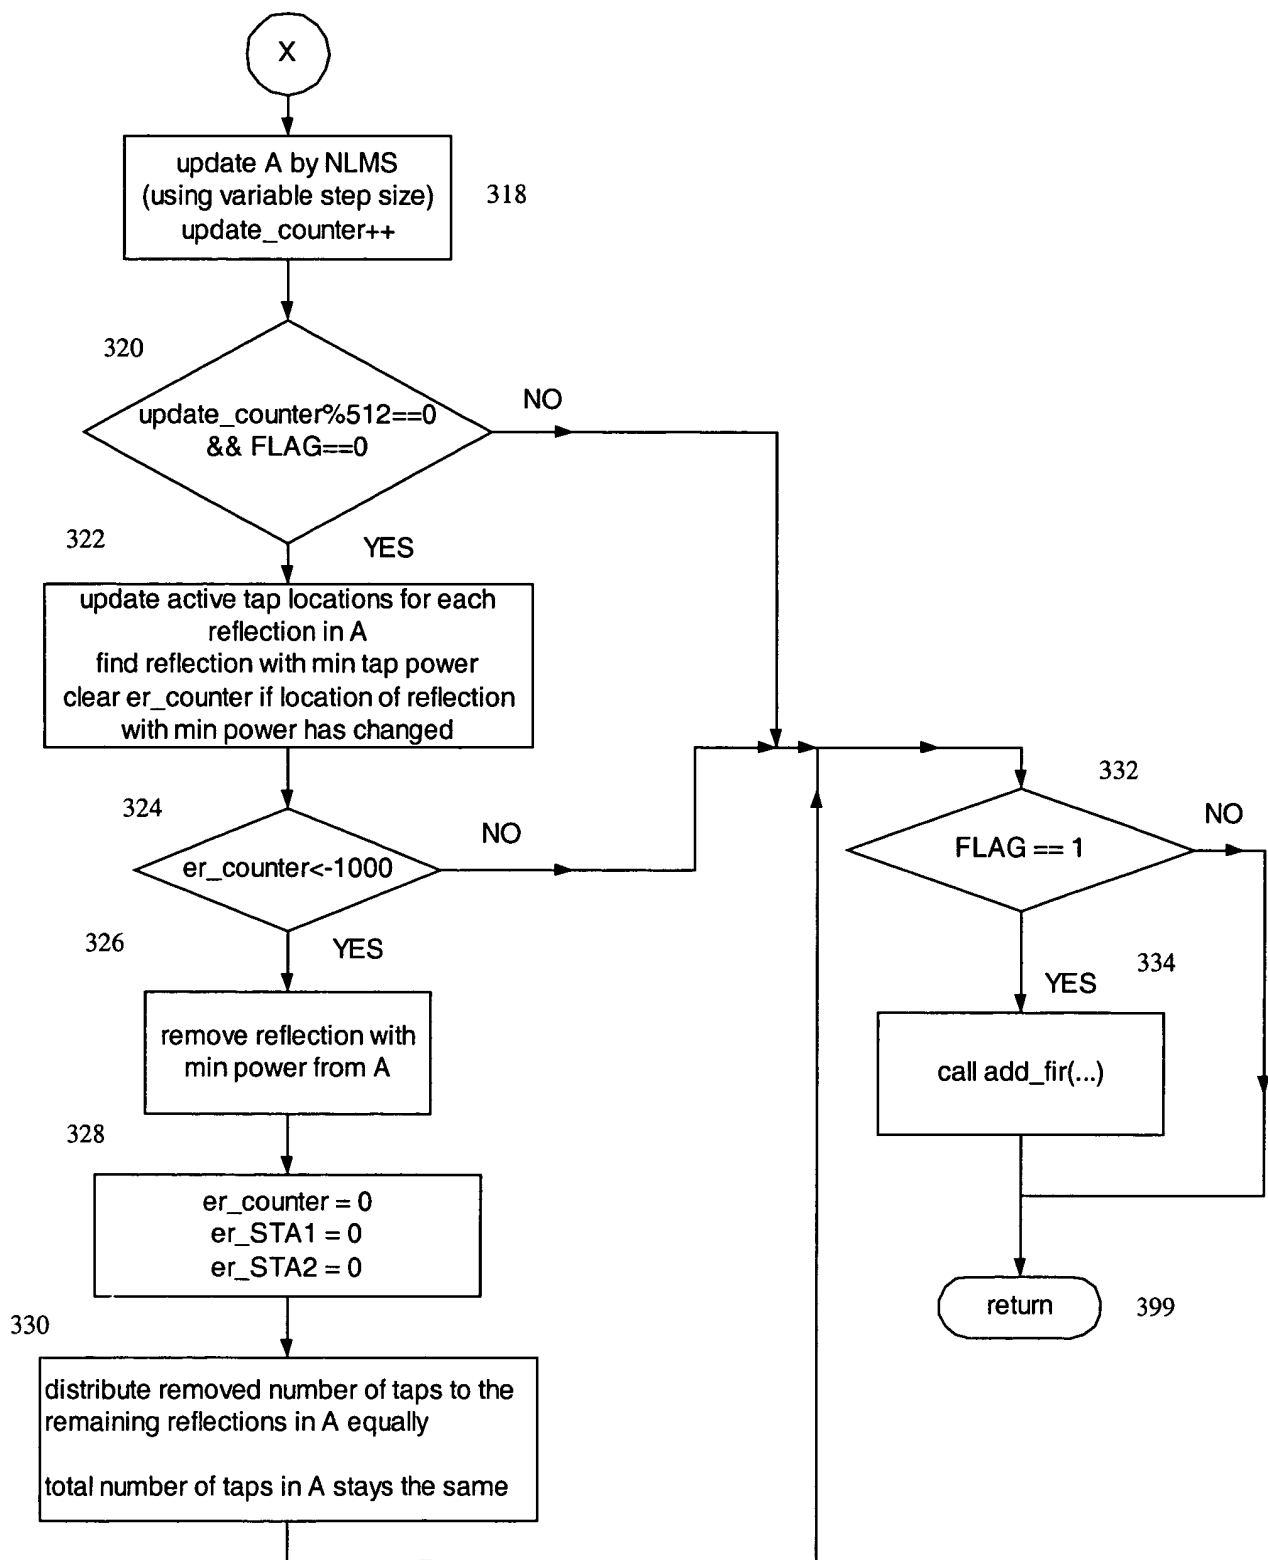 X
update A by NLMS
(using variable step size)
update_counter++
318
320
update_counter%512==0
&& FLAG==0
NO
322
YES
update active tap locations for each
reflection in A
find reflection with min tap power
clear er_counter if location of reflection
with min power has changed
324
er_counter<-1000
NO
326
YES
remove reflection with
min power from A
328
er_counter = 0
er_STA1 = 0
er_STA2 = 0
330
distribute removed number of taps to the
remaining reflections in A equally
total number of taps in A stays the same
332
FLAG == 1
NO
334
YES
call add_fir(...)
return
399